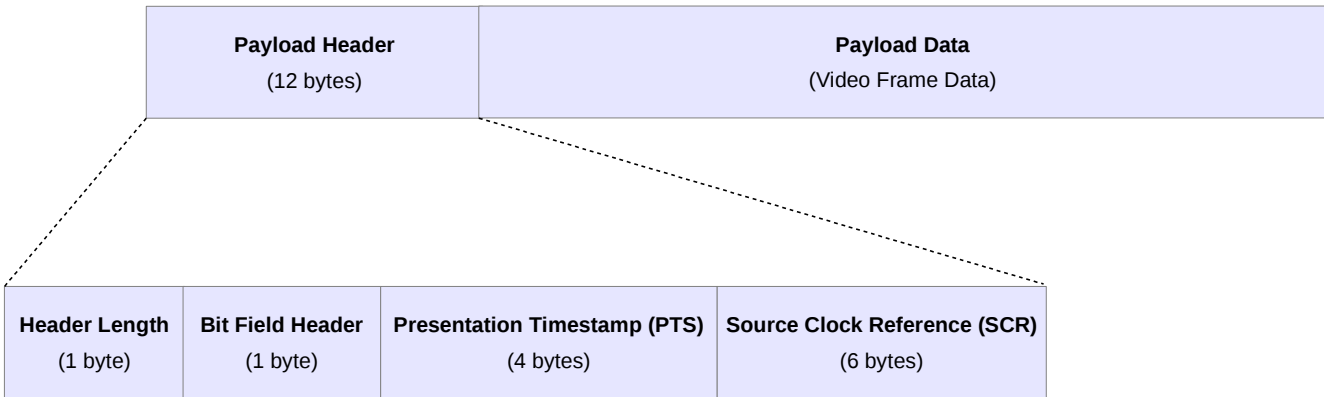 Payload Header
(12 bytes)
Payload Data
(Video Frame Data)
Header Length
(1 byte)
Bit Field Header
(1 byte)
Presentation Timestamp (PTS)
(4 bytes)
Source Clock Reference (SCR)
(6 bytes)